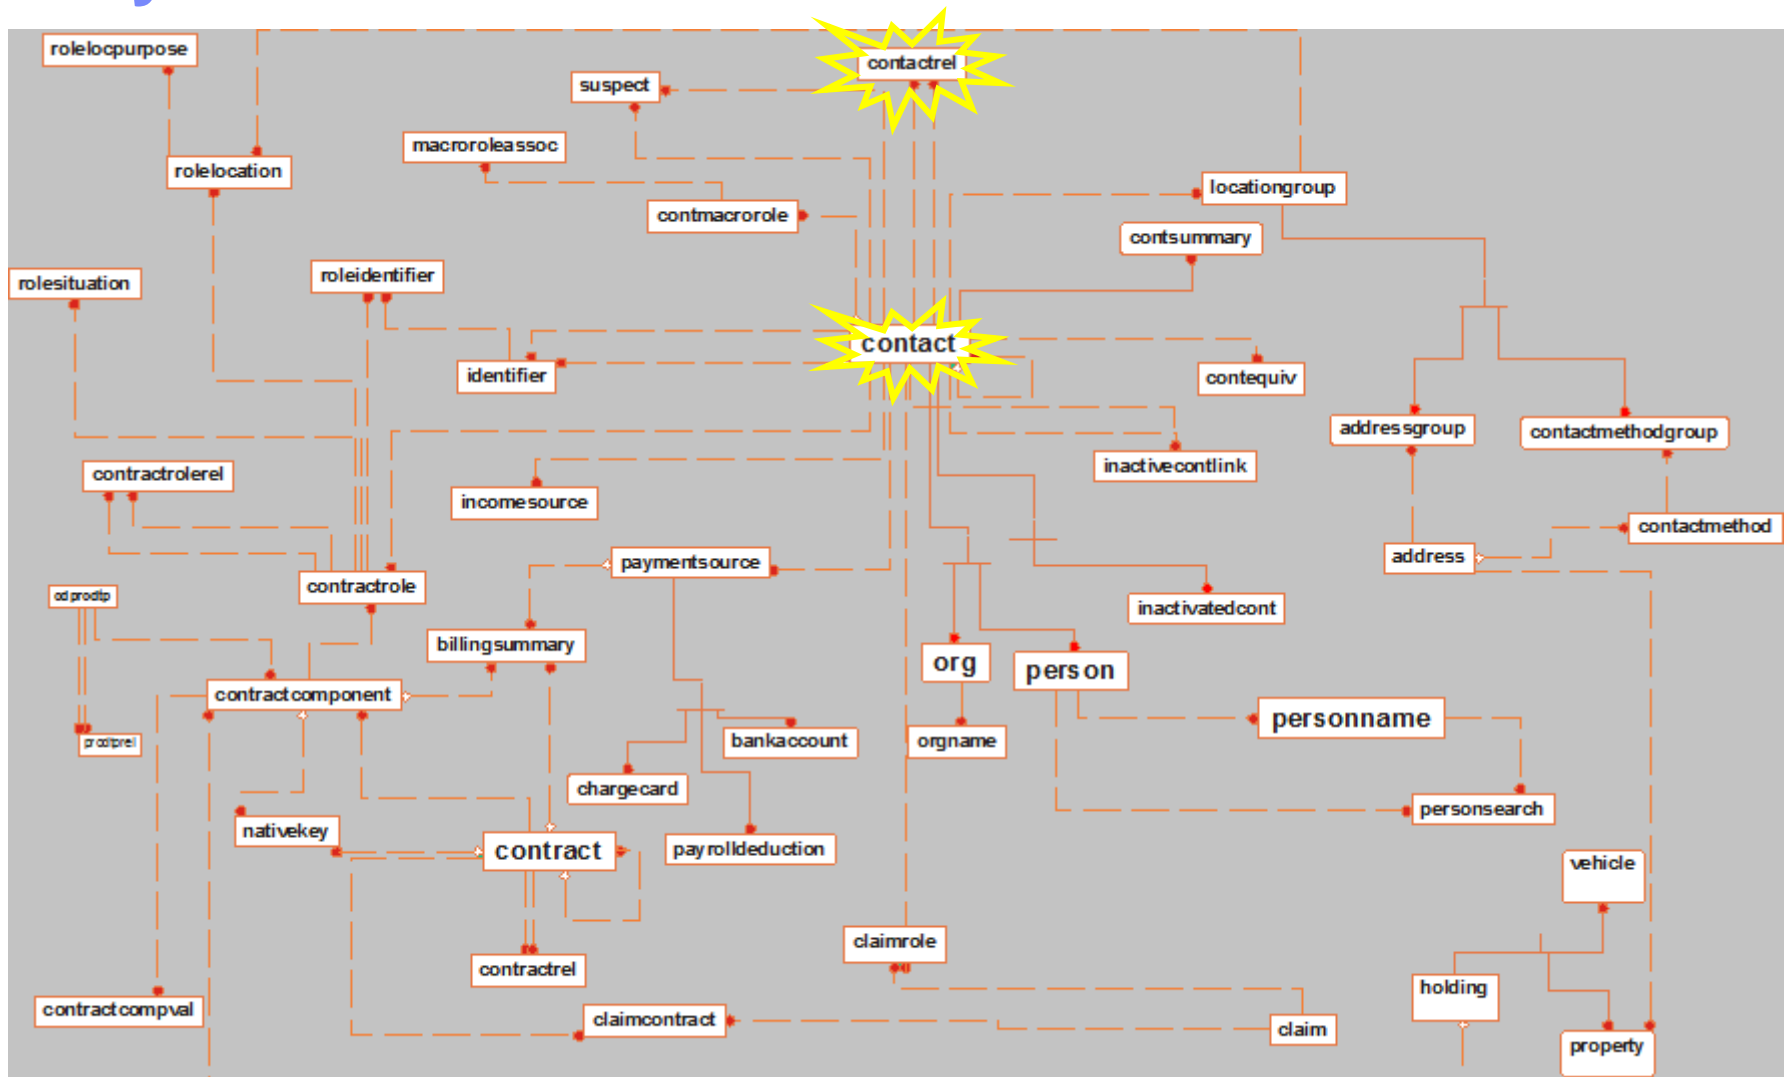 rolelocpurpose
contactrel
suspect
macroroleassoc
rolelocation
locationgroup
contmacrorole
contsummary
rolesituation
roleidentifier
contact
identifier
contequiv
addressgroup
contactmethodgroup
inactivecontlink
contractrolerel
incomesource
contactmethod
address
paymentsource
contractrole
cdprodtp
inactivatedcont
billingsummary
org
person
contractcomponent
personname
prodtprel
bankaccount
orgname
chargecard
personsearch
nativekey
contract
payrolldeduction
vehicle
claimrole
contractrel
holding
contractcompval
claimcontract
claim
property